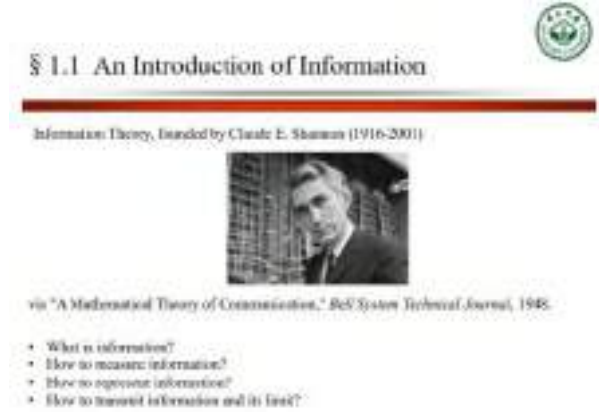 § 1.1 An Introduction of Information
Information Theory, founded by Claude E. Shannon (1916-2001)
via "A Mathematical Theory of Communication," Bell System Technical Journal, 1948.
• What is information?
• How to measure information?
• How to represent information?
• How to transmit information and its limit?